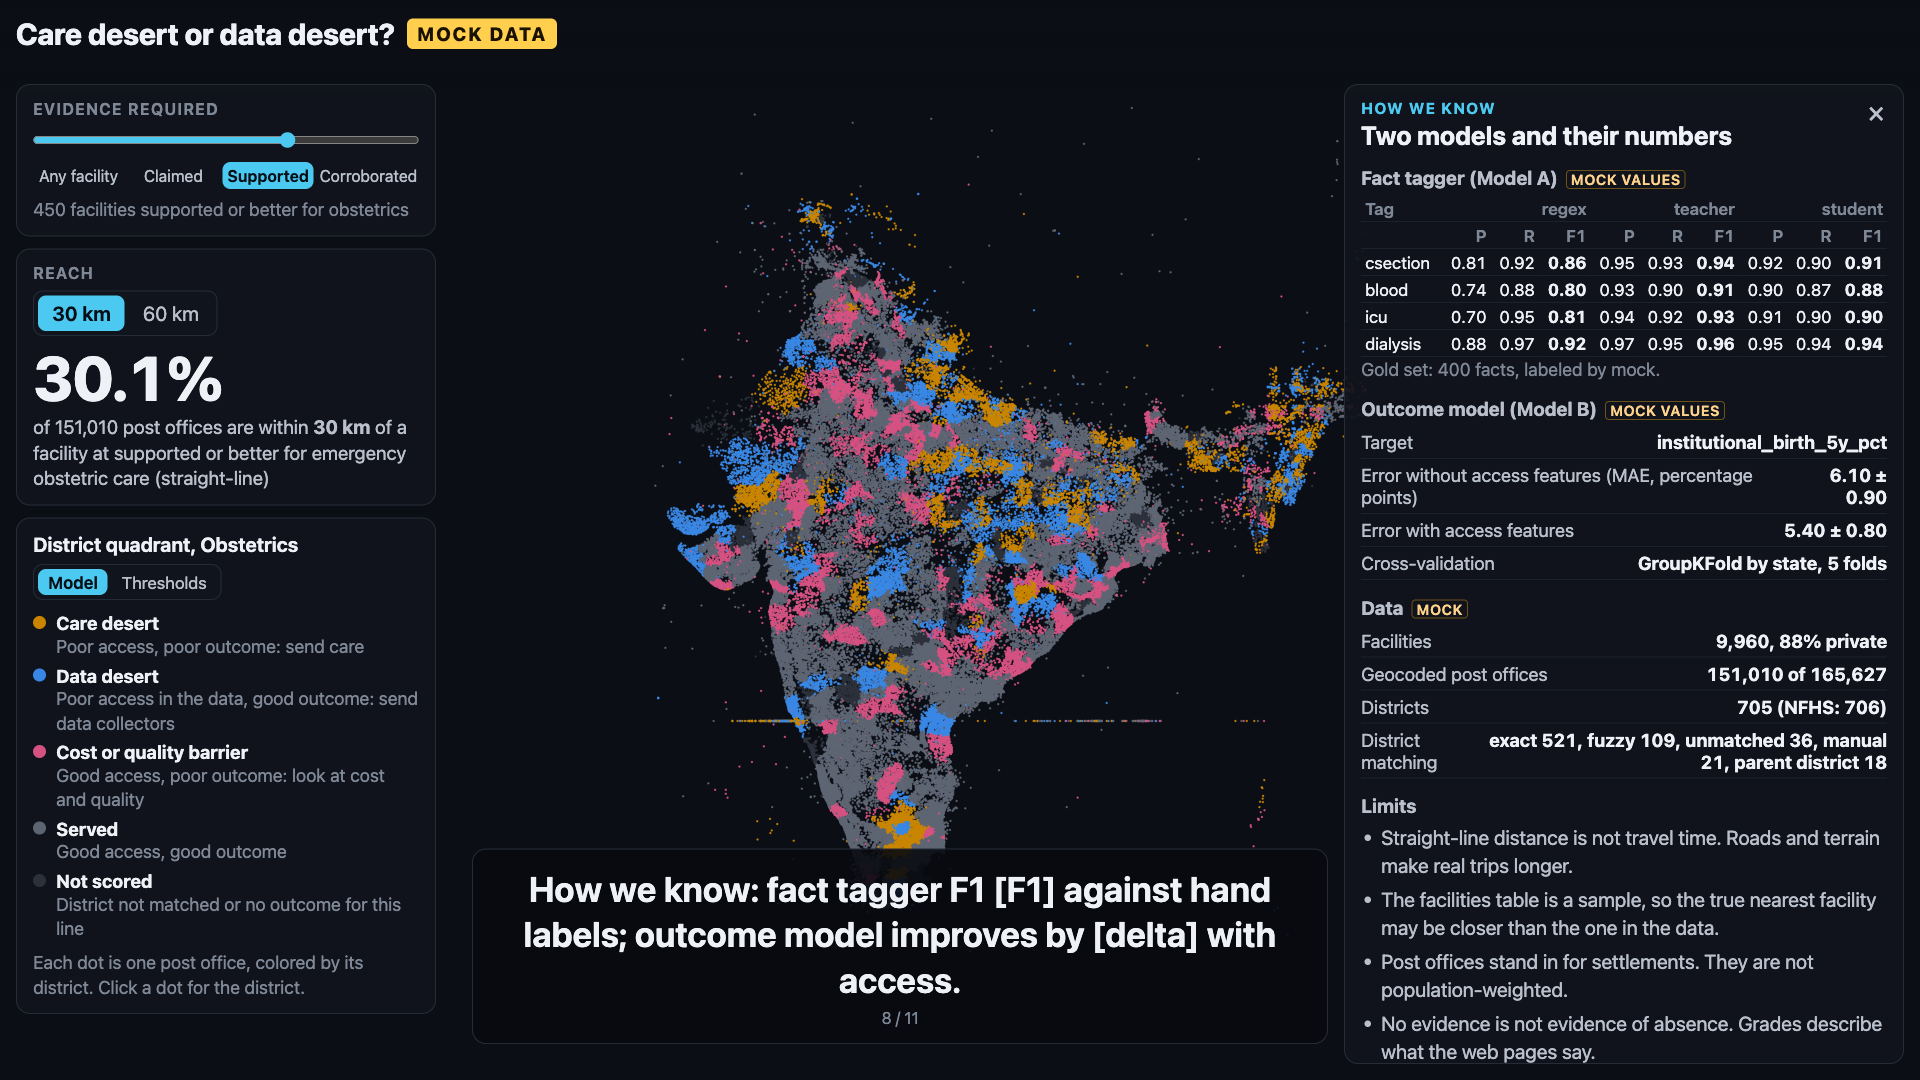 Care desert or data desert? MOCK DATA
EVIDENCE REQUIRED
Any facility Claimed Supported Corroborated
450 facilities supported or better for obstetrics
REACH
30 km 60 km
30.1%
of 151,010 post offices are within 30 km of a
facility at supported or better for emergency
obstetric care (straight-line)
District quadrant, Obstetrics
Model Thresholds
Care desert
Poor access, poor outcome: send care
Data desert
Poor access in the data, good outcome: send
data collectors
Cost or quality barrier
Good access, poor outcome: look at cost
and quality
Served
Good access, good outcome
Not scored
District not matched or no outcome for this
line
Each dot is one post office, colored by its
district. Click a dot for the district.
How we know: fact tagger F1 [F1] against hand
labels; outcome model improves by [delta] with
access.
8 / 11
HOW WE KNOW
×
Two models and their numbers
Fact tagger (Model A) MOCK VALUES
Tag regex teacher student
P R F1 P R F1 P R F1
csection 0.81 0.92 0.86 0.95 0.93 0.94 0.92 0.90 0.91
blood 0.74 0.88 0.80 0.93 0.90 0.91 0.90 0.87 0.88
icu 0.70 0.95 0.81 0.94 0.92 0.93 0.91 0.90 0.90
dialysis 0.88 0.97 0.92 0.97 0.95 0.96 0.95 0.94 0.94
Gold set: 400 facts, labeled by mock.
Outcome model (Model B) MOCK VALUES
Target institutional_birth_5y_pct
Error without access features (MAE, percentage 6.10 ±
points) 0.90
Error with access features 5.40 ± 0.80
Cross-validation GroupKFold by state, 5 folds
Data MOCK
Facilities 9,960, 88% private
Geocoded post offices 151,010 of 165,627
Districts 705 (NFHS: 706)
District exact 521, fuzzy 109, unmatched 36, manual
matching 21, parent district 18
Limits
• Straight-line distance is not travel time. Roads and terrain
make real trips longer.
• The facilities table is a sample, so the true nearest facility
may be closer than the one in the data.
• Post offices stand in for settlements. They are not
population-weighted.
• No evidence is not evidence of absence. Grades describe
what the web pages say.